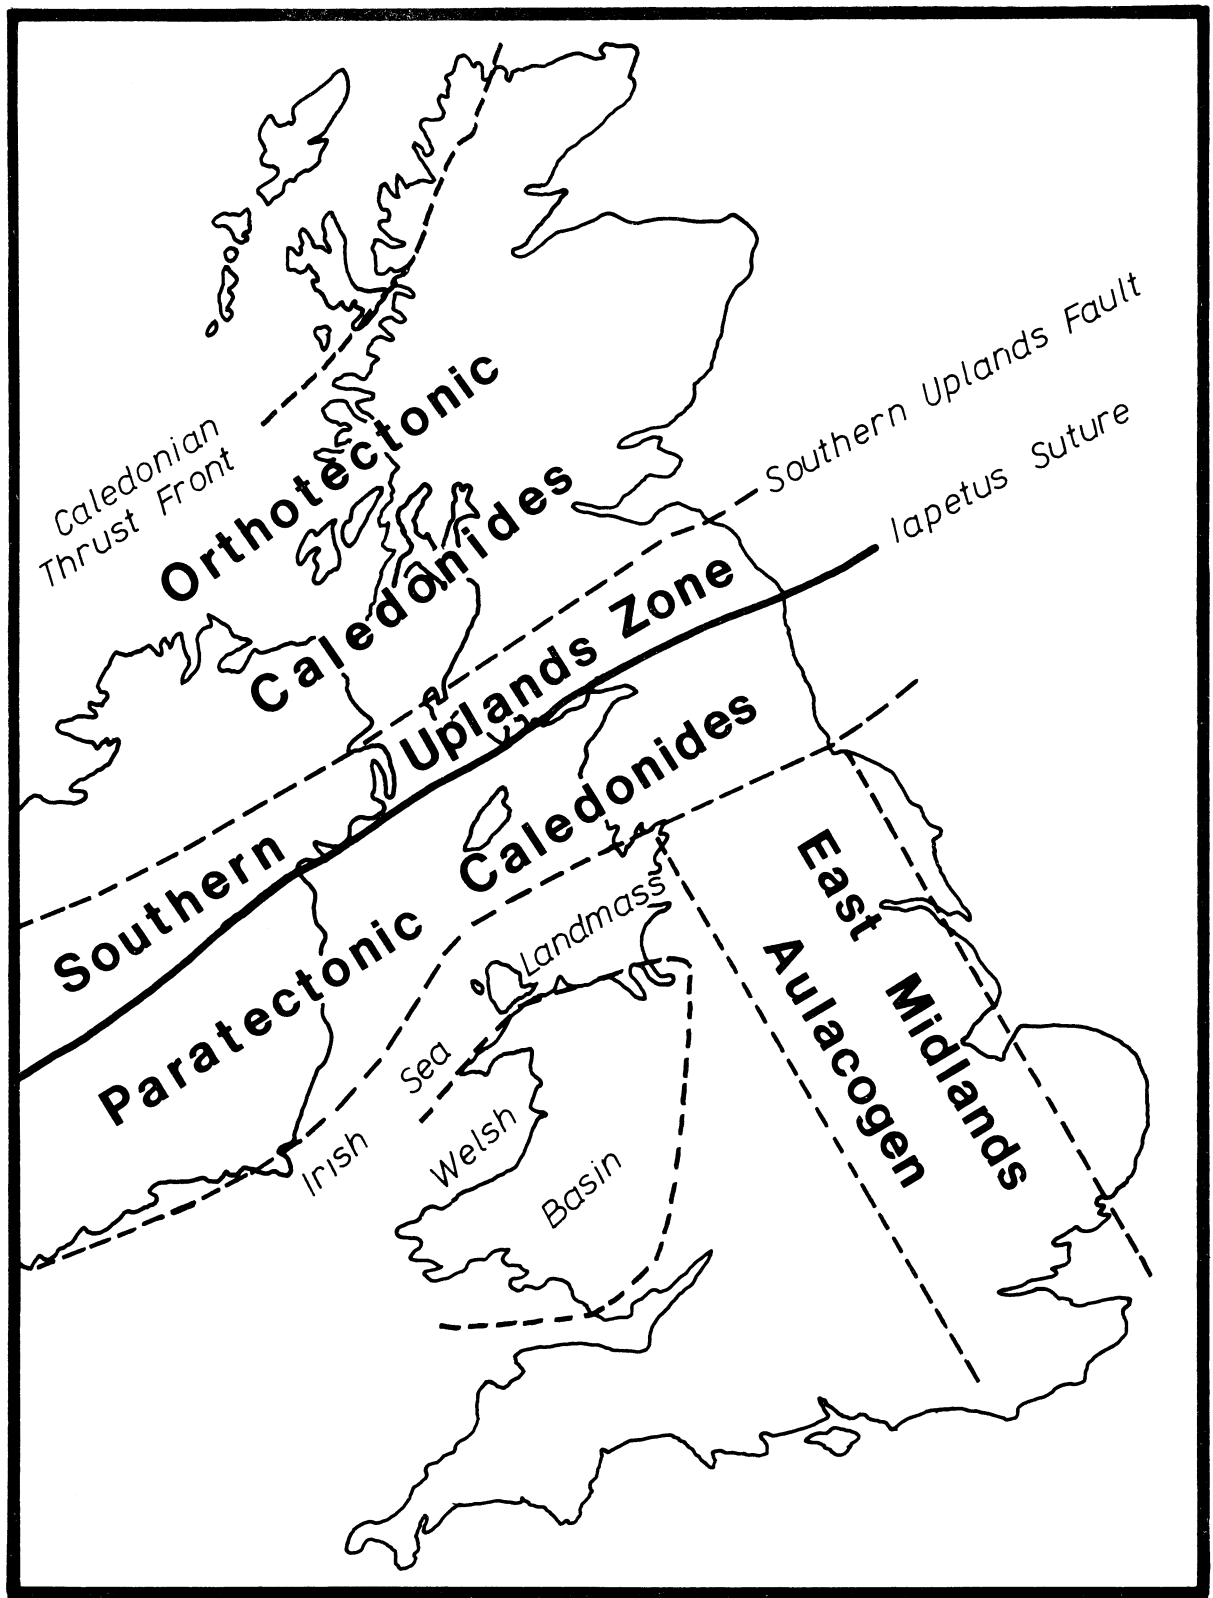 Caledonian
Thrust Front
Orthotectonic
Caledonides
Southern Uplands Fault
Iapetus Suture
Southern Uplands Zone
Paratectonic Caledonides
Irish Sea Landmass
Welsh
Basin
East Midlands
Aulacogen